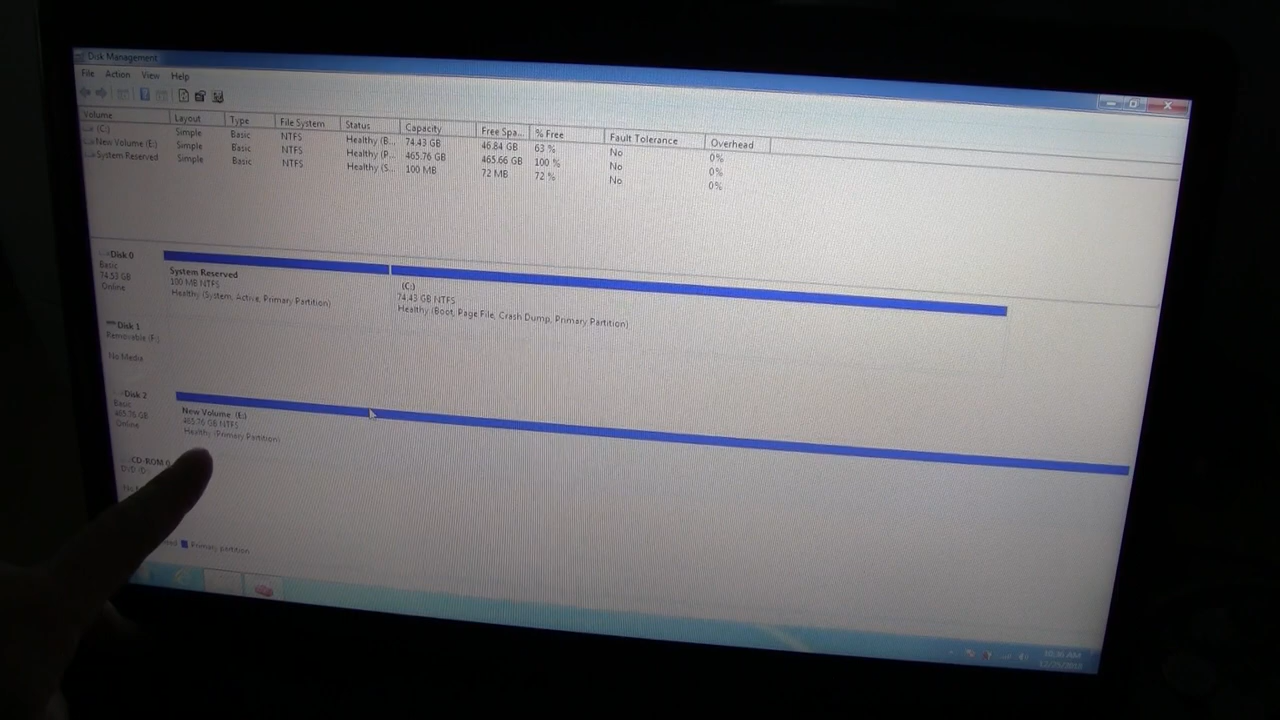 Disk Management
File Action View Help
Volume Layout Type File System Status Capacity Free Spa... % Free Fault Tolerance Overhead
(C:) Simple Basic NTFS Healthy (B... 74.43 GB 46.84 GB 63 % No 0%
New Volume (E:) Simple Basic NTFS Healthy (P... 465.76 GB 465.66 GB 100 % No 0%
System Reserved Simple Basic NTFS Healthy (S... 100 MB 72 MB 72 % No 0%
Disk 0
Basic
74.53 GB
Online
System Reserved
100 MB NTFS
Healthy (System, Active, Primary Partition)
(C:)
74.43 GB NTFS
Healthy (Boot, Page File, Crash Dump, Primary Partition)
Disk 1
Removable (F:)
No Media
Disk 2
Basic
465.76 GB
Online
New Volume (E:)
465.76 GB NTFS
Healthy (Primary Partition)
CD-ROM 0
DVD (D:)
Primary partition
10:36 AM